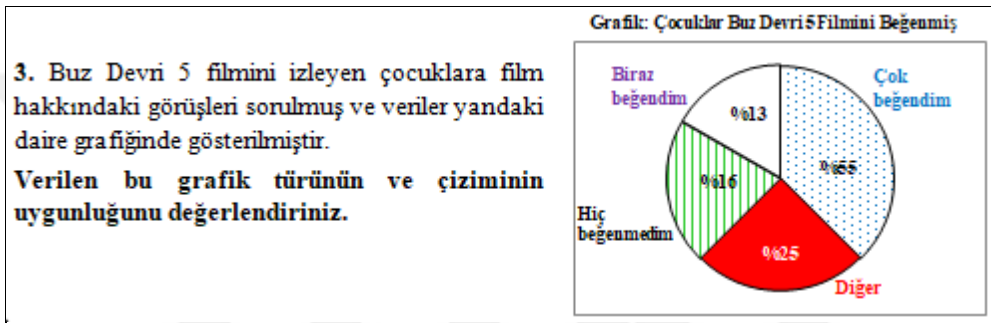 Grafik: Çocuklar Buz Devri 5 Filmini Beğenmiş
3. Buz Devri 5 filmini izleyen çocuklara film
hakkındaki görüşleri sorulmuş ve veriler yandaki
daire grafiğinde gösterilmiştir.
Verilen bu grafik türünün ve çiziminin
uygunluğunu değerlendiriniz.
Biraz
beğendim
Çok
beğendim
%13
%55
%16
Hiç
beğenmedim
%25
Diğer